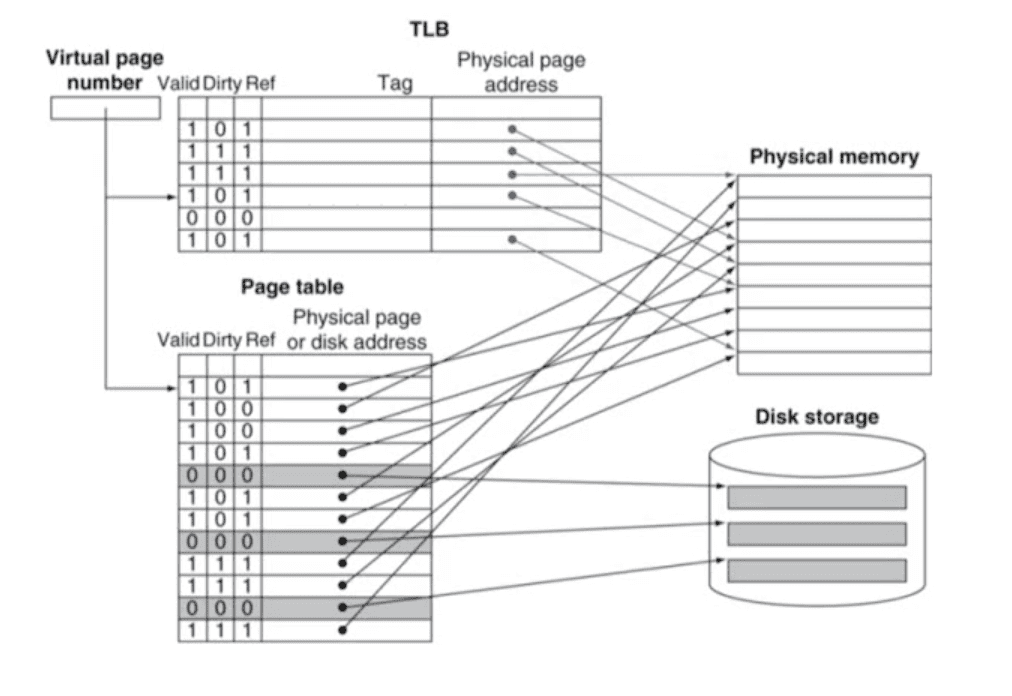 TLB
Virtual page
number
Valid Dirty Ref
Tag
Physical page
address
1 0 1
1 1 1
1 1 1
1 0 1
0 0 0
1 0 1
Physical memory
Page table
Valid Dirty Ref
Physical page
or disk address
1 0 1
1 0 0
1 0 0
1 0 1
0 0 0
1 0 1
1 0 1
0 0 0
1 1 1
1 1 1
0 0 0
1 1 1
Disk storage